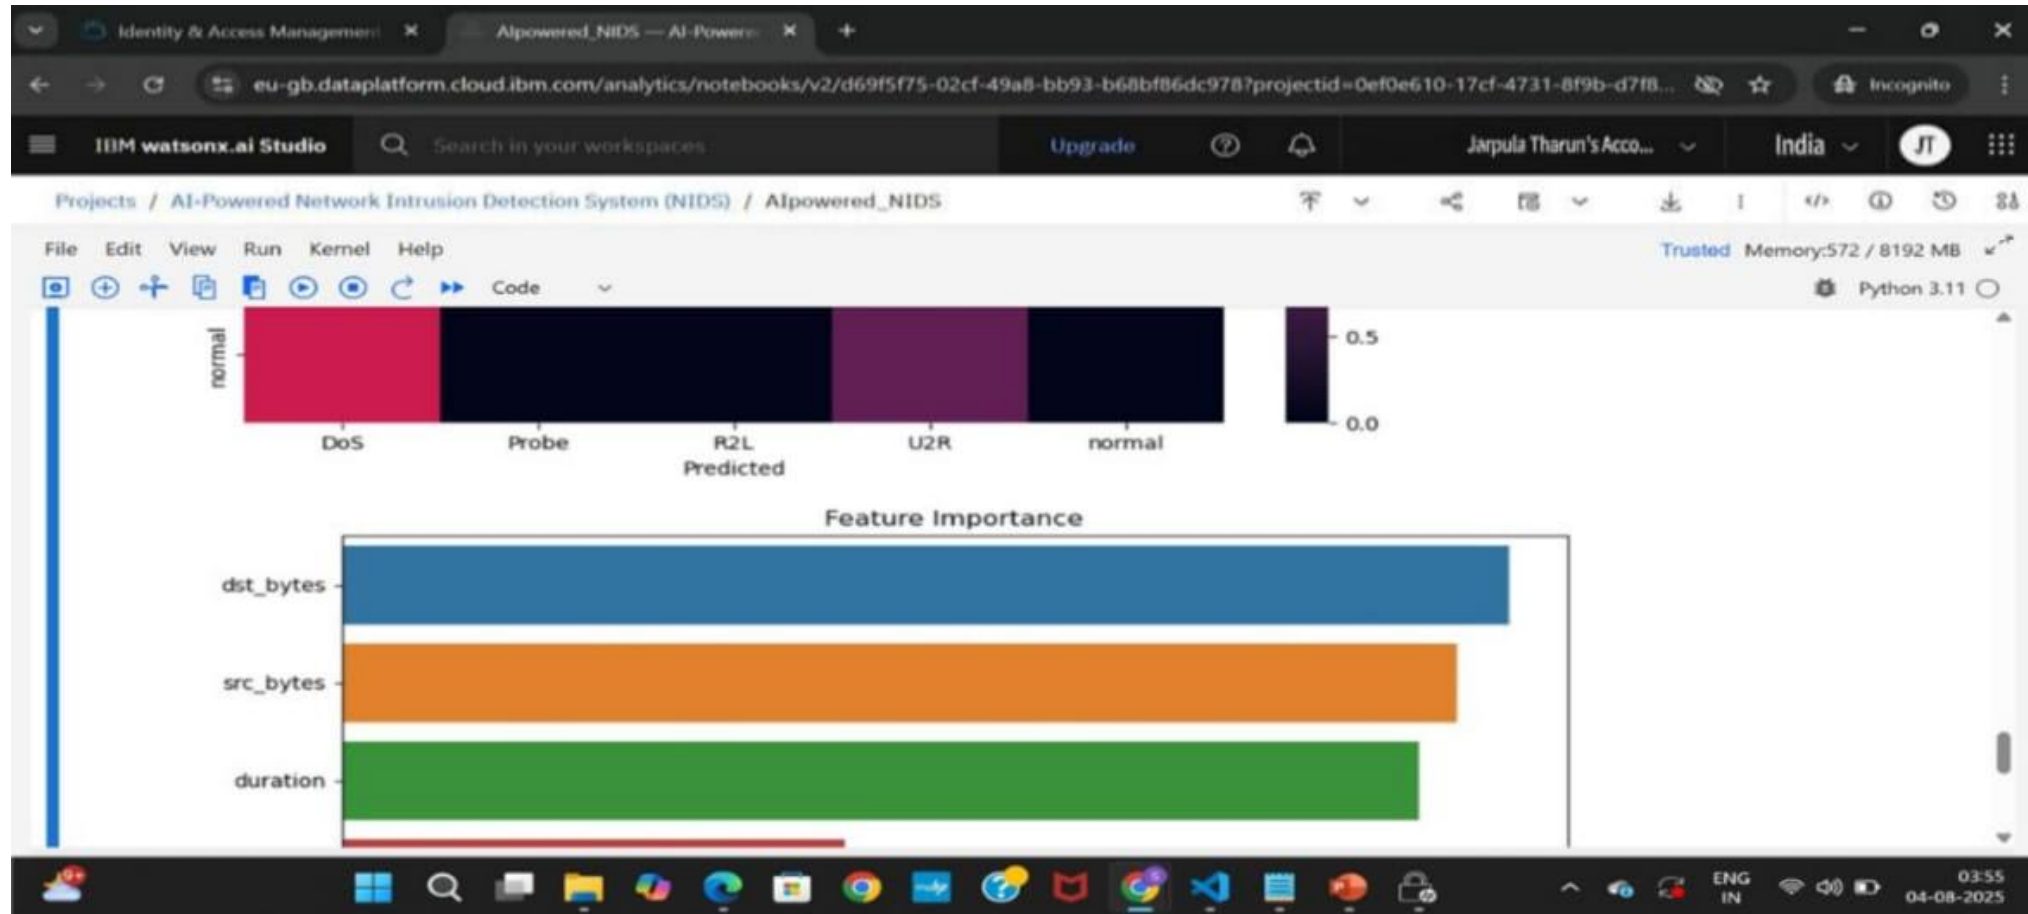 Identity & Access Management
AIpowered_NIDS — AI-Powere
eu-gb.dataplatform.cloud.ibm.com/analytics/notebooks/v2/d69f5f75-02cf-49a8-bb93-b68bf86dc978?projectid=0ef0e610-17cf-4731-8f9b-d7f8...
Incognito
IBM watsonx.ai Studio
Search in your workspaces
Upgrade
Jarpula Tharun's Acco...
India
JT
Projects / AI-Powered Network Intrusion Detection System (NIDS) / AIpowered_NIDS
File Edit View Run Kernel Help
Trusted Memory:572 / 8192 MB
Code
Python 3.11
normal
0.5
0.0
DoS Probe R2L U2R normal
Predicted
Feature Importance
dst_bytes
src_bytes
duration
ENG
IN
03:55
04-08-2025